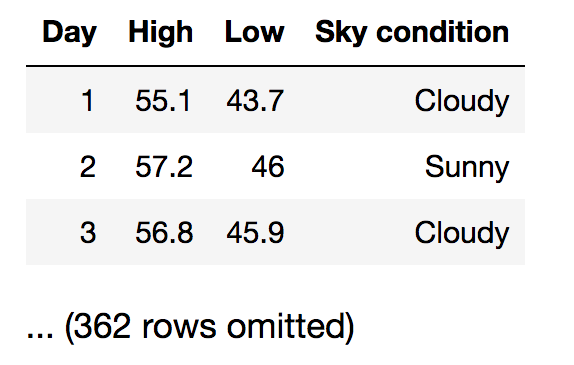 Day High Low Sky condition
1 55.1 43.7 Cloudy
2 57.2 46 Sunny
3 56.8 45.9 Cloudy
... (362 rows omitted)